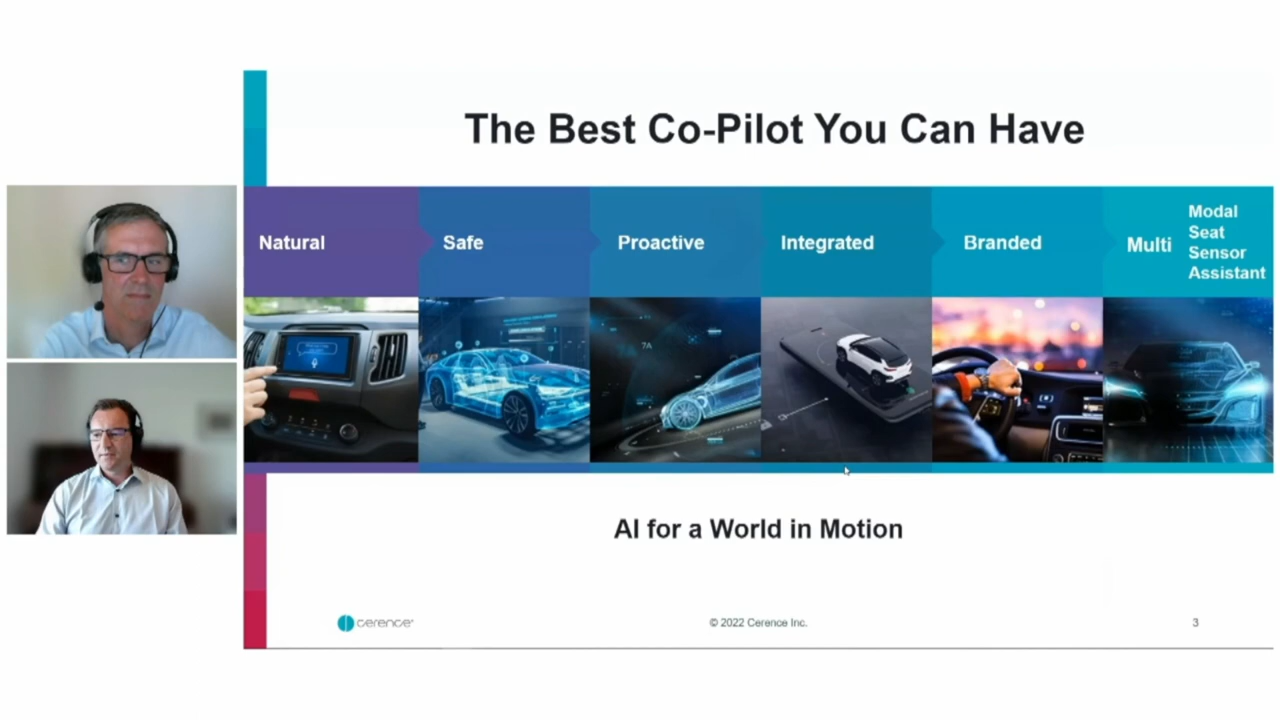 The Best Co-Pilot You Can Have
Natural
Safe
Proactive
Integrated
Branded
Multi
Modal
Seat
Sensor
Assistant
7A
AI for a World in Motion
cerence
© 2022 Cerence Inc.
3